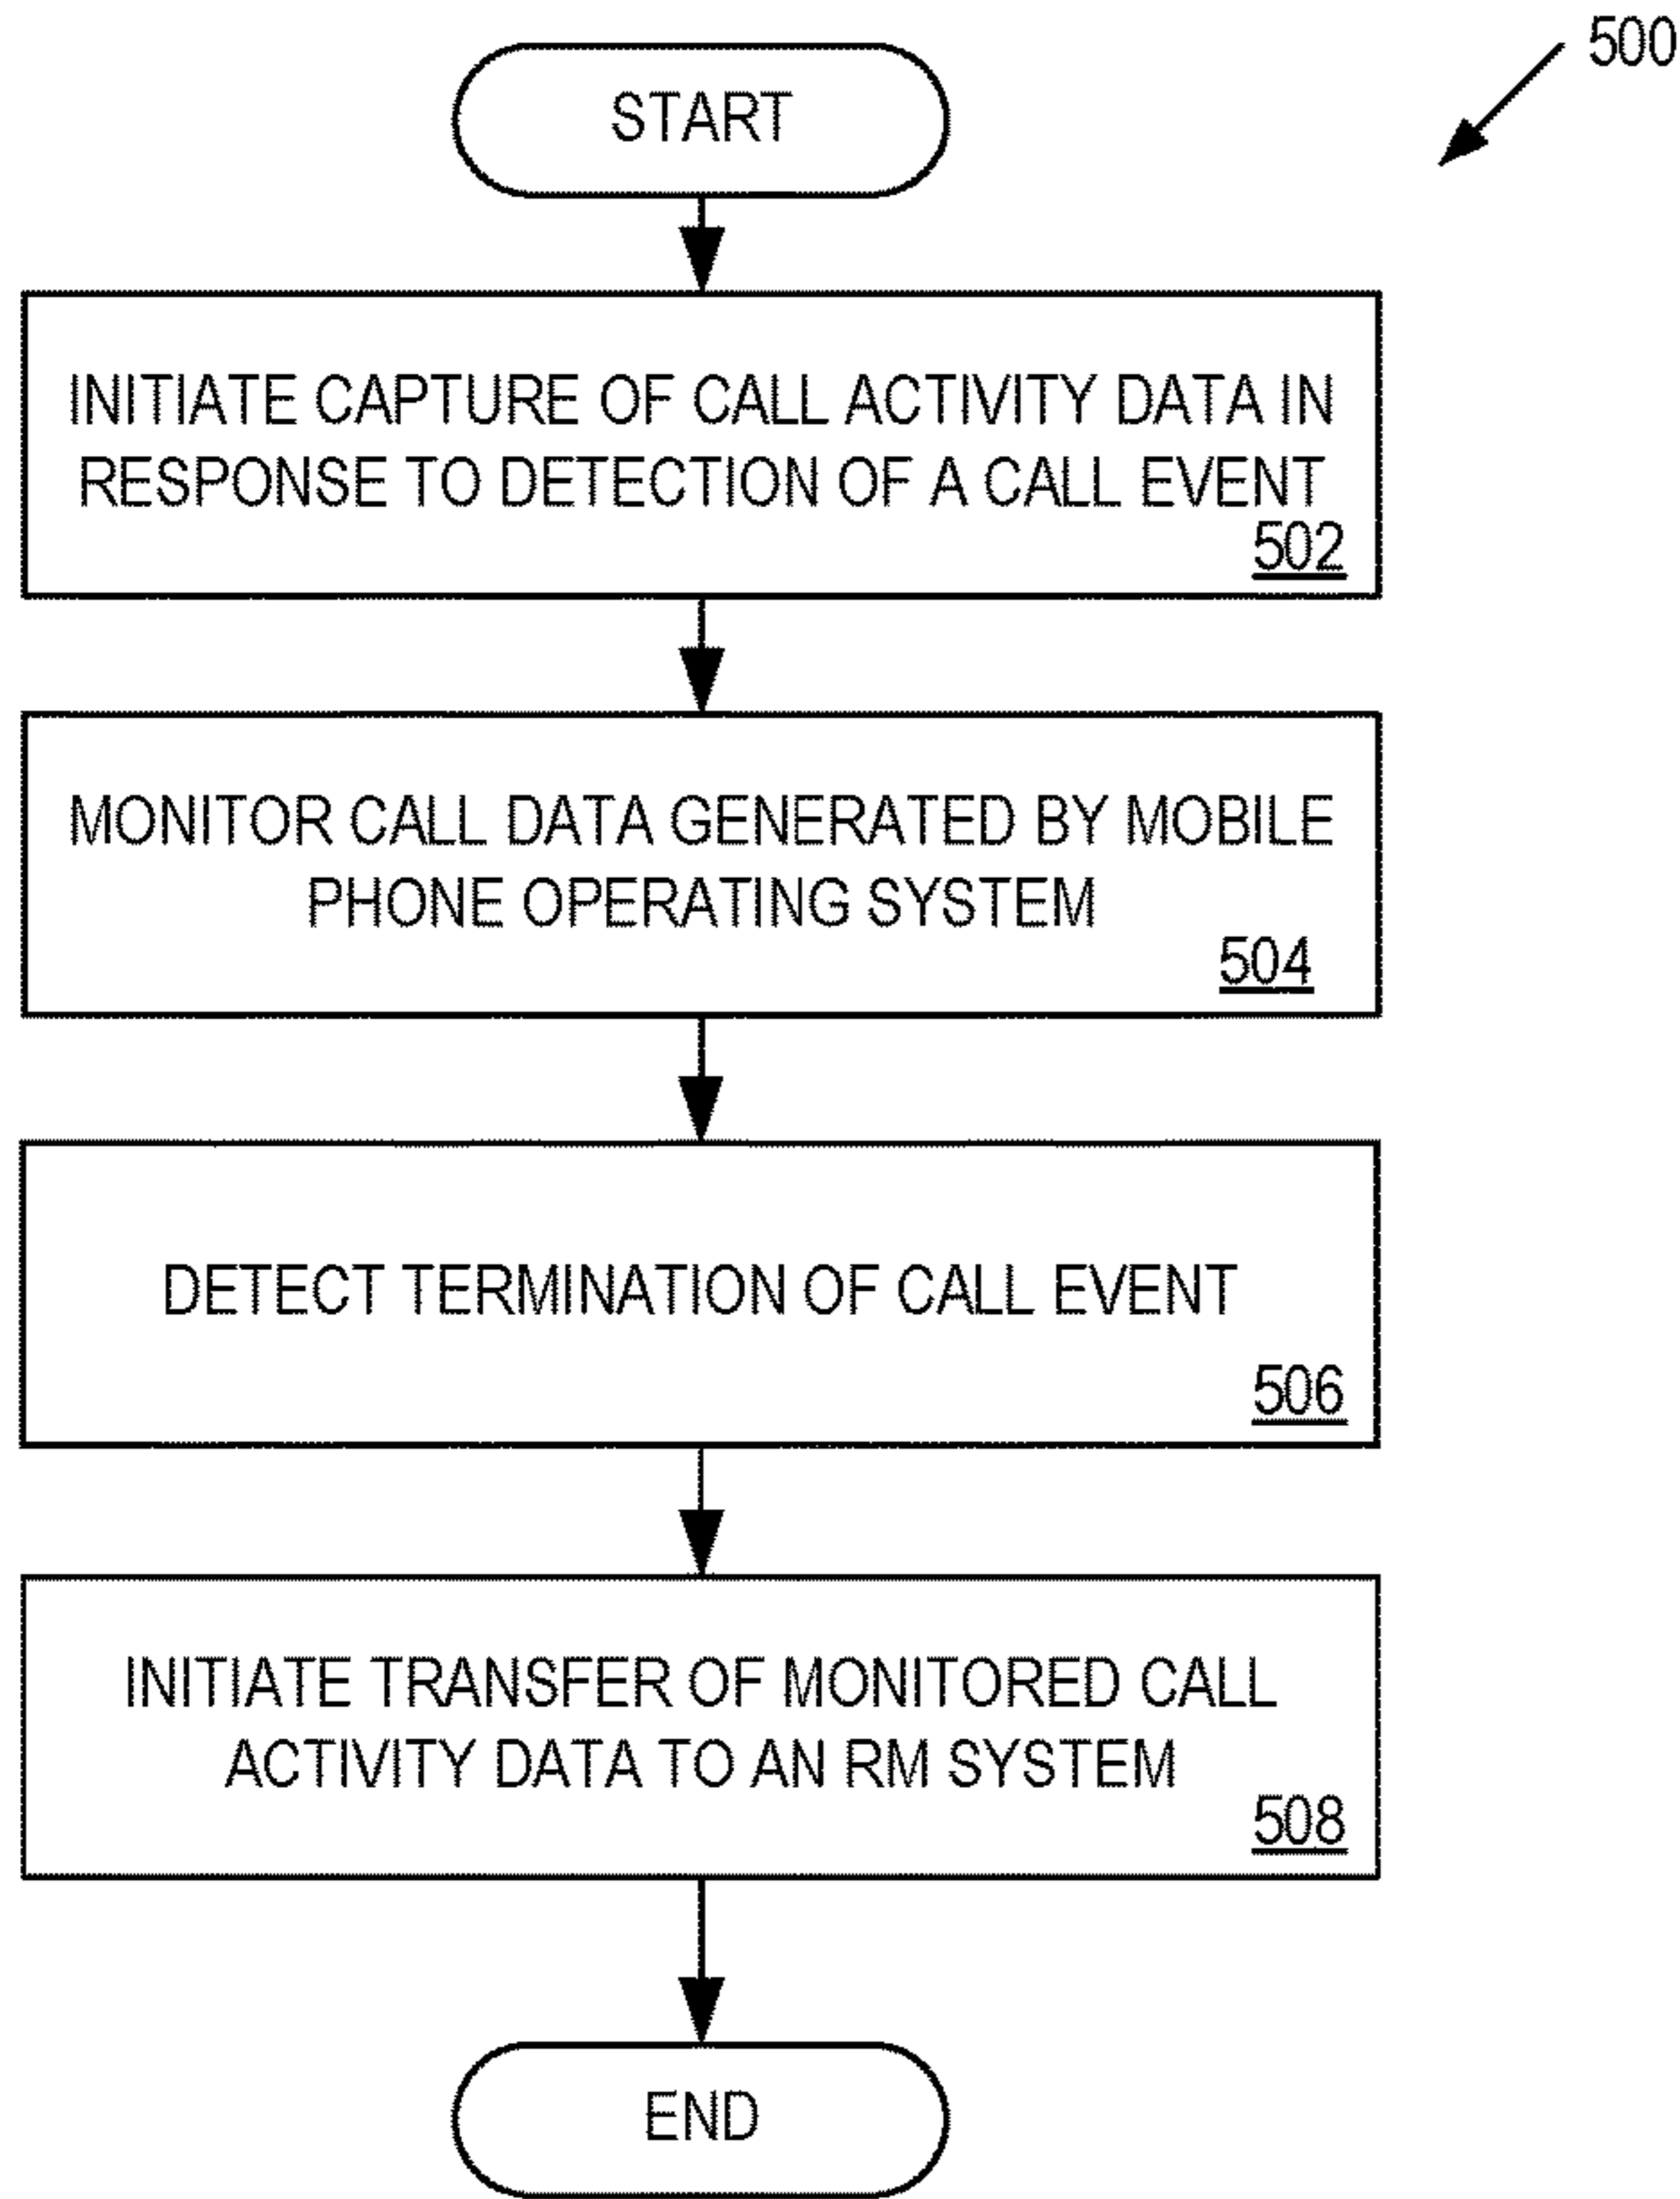 500
START
INITIATE CAPTURE OF CALL ACTIVITY DATA IN
RESPONSE TO DETECTION OF A CALL EVENT
502
MONITOR CALL DATA GENERATED BY MOBILE
PHONE OPERATING SYSTEM
504
DETECT TERMINATION OF CALL EVENT
506
INITIATE TRANSFER OF MONITORED CALL
ACTIVITY DATA TO AN RM SYSTEM
508
END